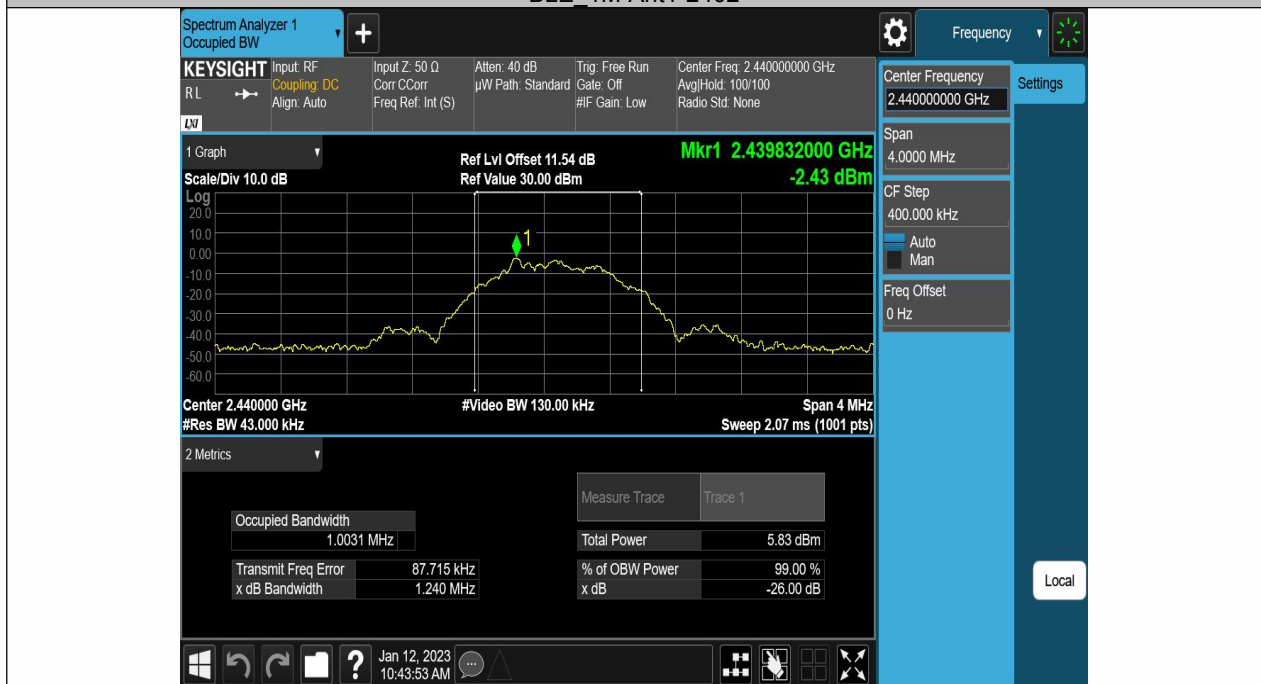 Spectrum Analyzer 1
Occupied BW
+
Frequency
KEYSIGHT
RL
LXI
Input: RF
Coupling: DC
Align: Auto
Input Z: 50 Ω
Corr CCorr
Freq Ref: Int (S)
Atten: 40 dB
µW Path: Standard
Trig: Free Run
Gate: Off
#IF Gain: Low
Center Freq: 2.440000000 GHz
Avg|Hold: 100/100
Radio Std: None
Center Frequency
2.440000000 GHz
Settings
Span
4.0000 MHz
CF Step
400.000 kHz
Auto
Man
Freq Offset
0 Hz
Local
1 Graph
Scale/Div 10.0 dB
Ref Lvl Offset 11.54 dB
Ref Value 30.00 dBm
Mkr1 2.439832000 GHz
-2.43 dBm
Log
20.0
10.0
0.00
-10.0
-20.0
-30.0
-40.0
-50.0
-60.0
1
Center 2.440000 GHz
#Res BW 43.000 kHz
#Video BW 130.00 kHz
Span 4 MHz
Sweep 2.07 ms (1001 pts)
2 Metrics
Measure Trace Trace 1
Occupied Bandwidth
1.0031 MHz
Total Power 5.83 dBm
Transmit Freq Error 87.715 kHz
% of OBW Power 99.00 %
x dB Bandwidth 1.240 MHz
x dB -26.00 dB
?
Jan 12, 2023
10:43:53 AM